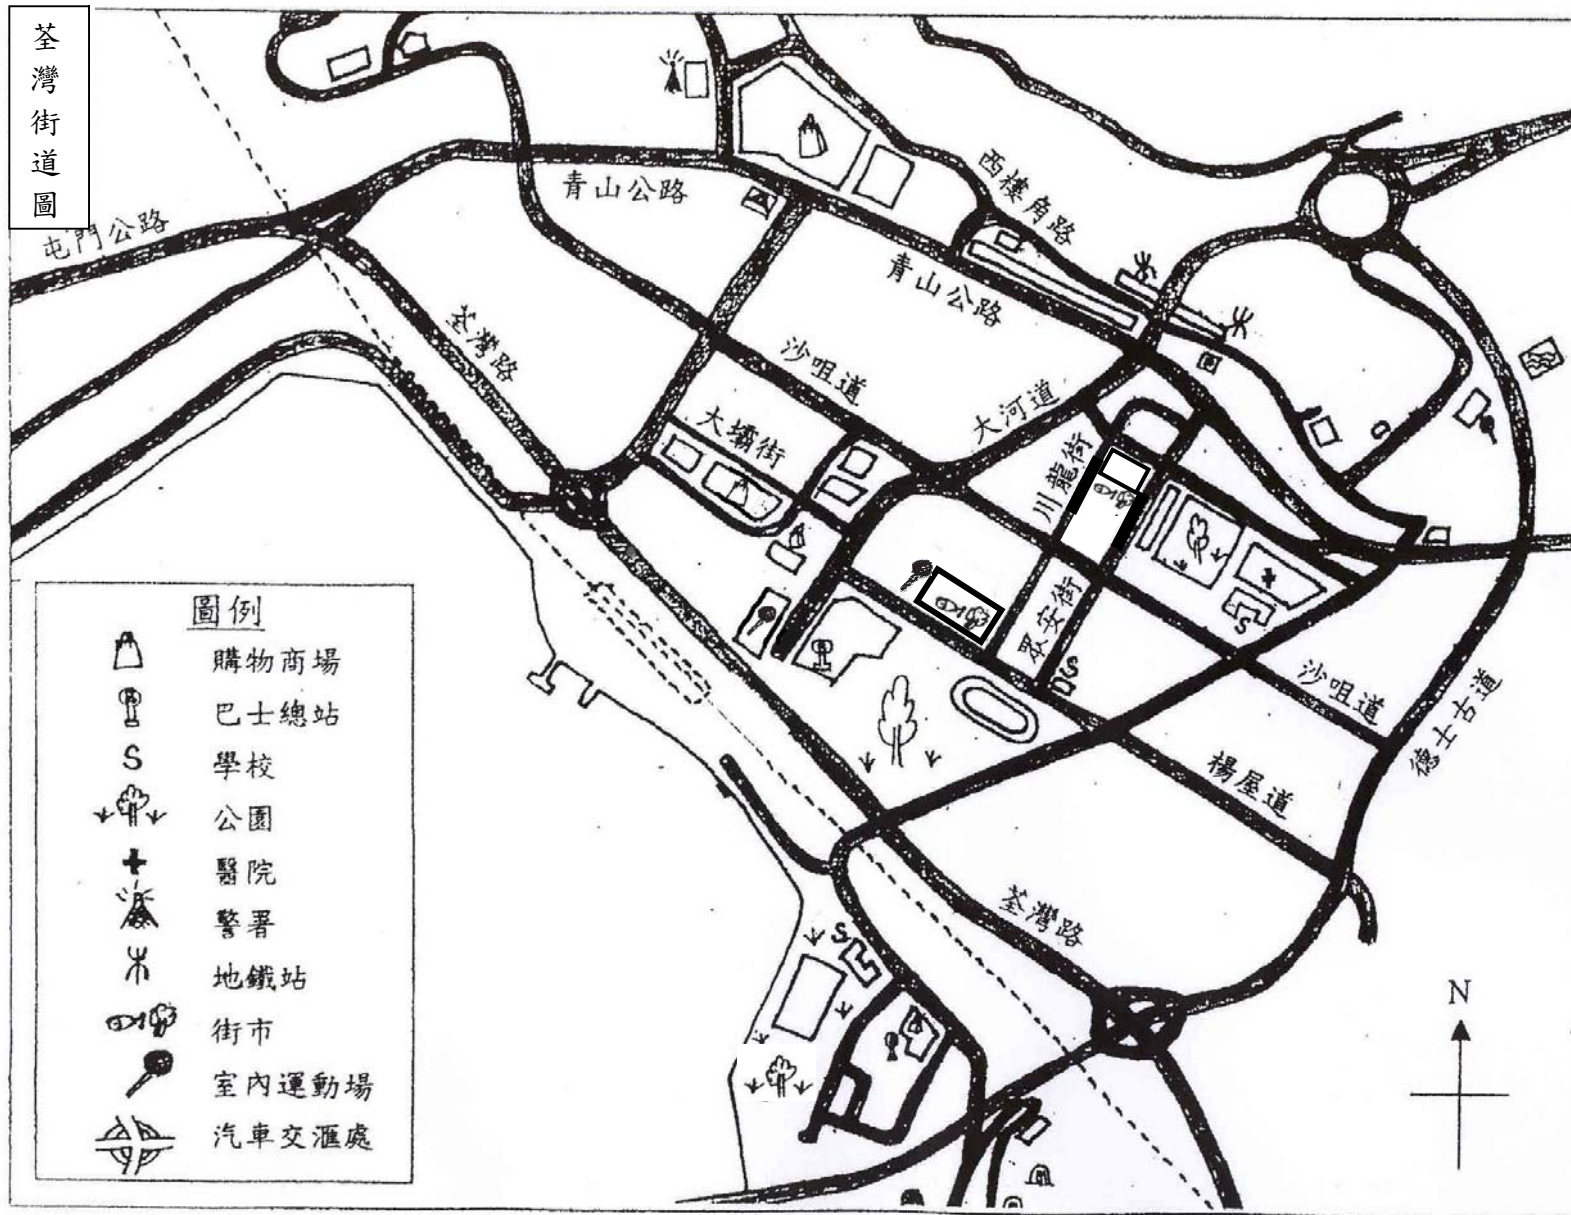 荃灣街道圖
屯門公路
青山公路
西樓角路
青山公路
荃灣路
沙咀道
大河道
大壩街
川龍街
眾安街
S
S
沙咀道
德士古道
楊屋道
荃灣路
S
N
圖例
購物商場
巴士總站
S 學校
公園
醫院
警署
地鐵站
街市
室內運動場
汽車交滙處